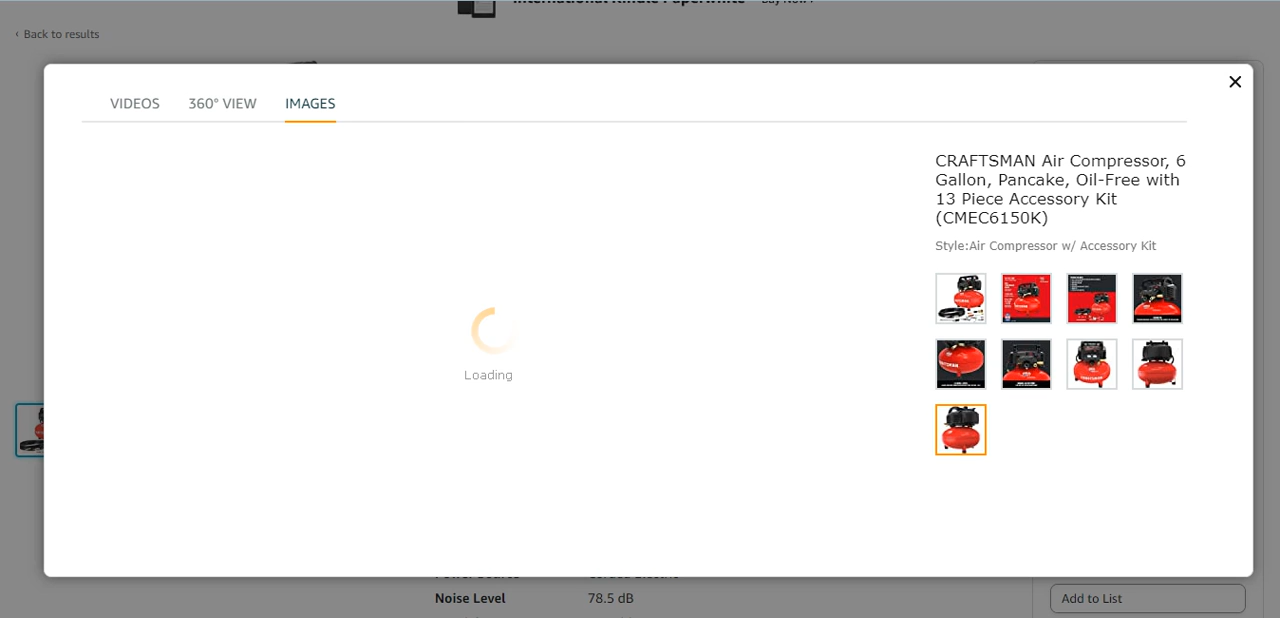 ‹ Back to results
VIDEOS 360° VIEW IMAGES
CRAFTSMAN Air Compressor, 6
Gallon, Pancake, Oil-Free with
13 Piece Accessory Kit
(CMEC6150K)
Style:Air Compressor w/ Accessory Kit
Loading
Noise Level 78.5 dB
Add to List